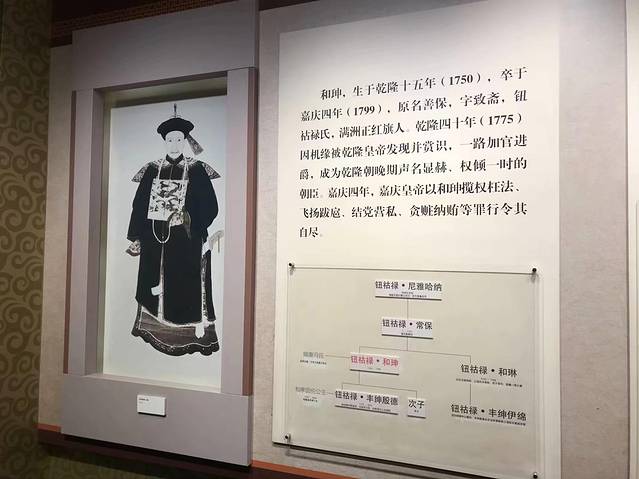 和珅，生于乾隆十五年（1750），卒于
嘉庆四年（1799），原名善保，字致斋，钮
祜禄氏，满洲正红旗人。乾隆四十年（1775）
因机缘被乾隆皇帝发现并赏识，一路加官进
爵，成为乾隆朝晚期声名显赫、权倾一时的
朝臣。嘉庆四年，嘉庆皇帝以和珅揽权枉法、
飞扬跋扈、结党营私、贪赃纳贿等罪行令其
自尽。
钮祜禄·尼雅哈纳
钮祜禄·常保
钮祜禄·和珅
钮祜禄·和琳
钮祜禄·丰绅殷德
次子
钮祜禄·丰绅伊绵